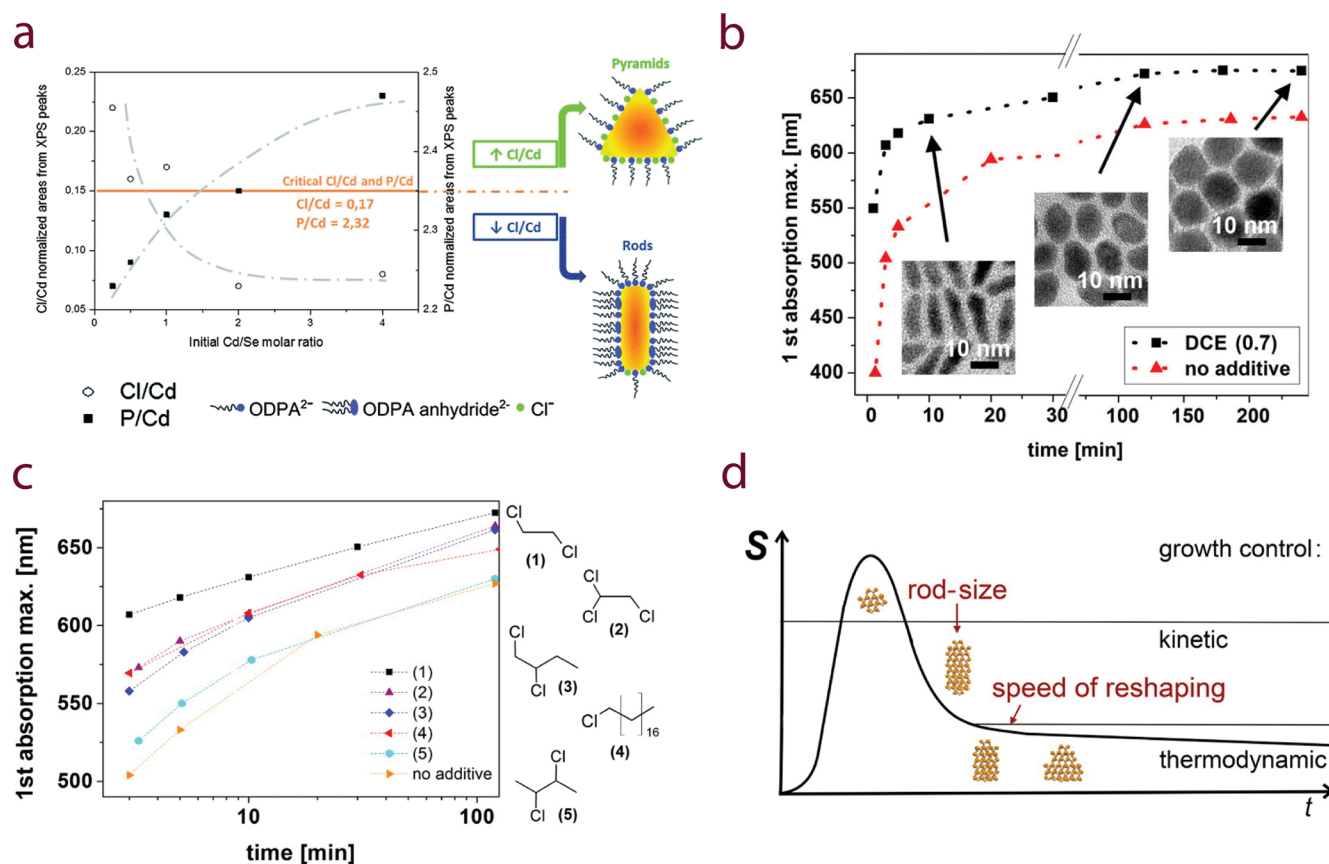 a
Cl/Cd normalized areas from XPS peaks
0,25
0,20
0,15
0,10
0,05
0
1
2
3
4
Initial Cd/Se molar ratio
2,5
2,4
2,3
2,2
P/Cd normalized areas from XPS peaks
Critical Cl/Cd and P/Cd
Cl/Cd = 0,17
P/Cd = 2,32
↑ Cl/Cd
↓ Cl/Cd
Pyramids
Rods
Cl/Cd
P/Cd
ODPA²⁻
ODPA anhydride²⁻
Cl⁻
b
1 st absorption max. [nm]
650
600
550
500
450
400
0
10
20
30
100
150
200
time [min]
10 nm
10 nm
10 nm
DCE (0.7)
no additive
c
1st absorption max. [nm]
650
600
550
500
10
100
time [min]
(1)
(2)
(3)
(4)
(5)
no additive
Cl
Cl
(1)
Cl
Cl
Cl
(2)
Cl
Cl
(3)
Cl
16
(4)
Cl
Cl
(5)
d
S
growth control:
rod-size
kinetic
speed of reshaping
thermodynamic
t